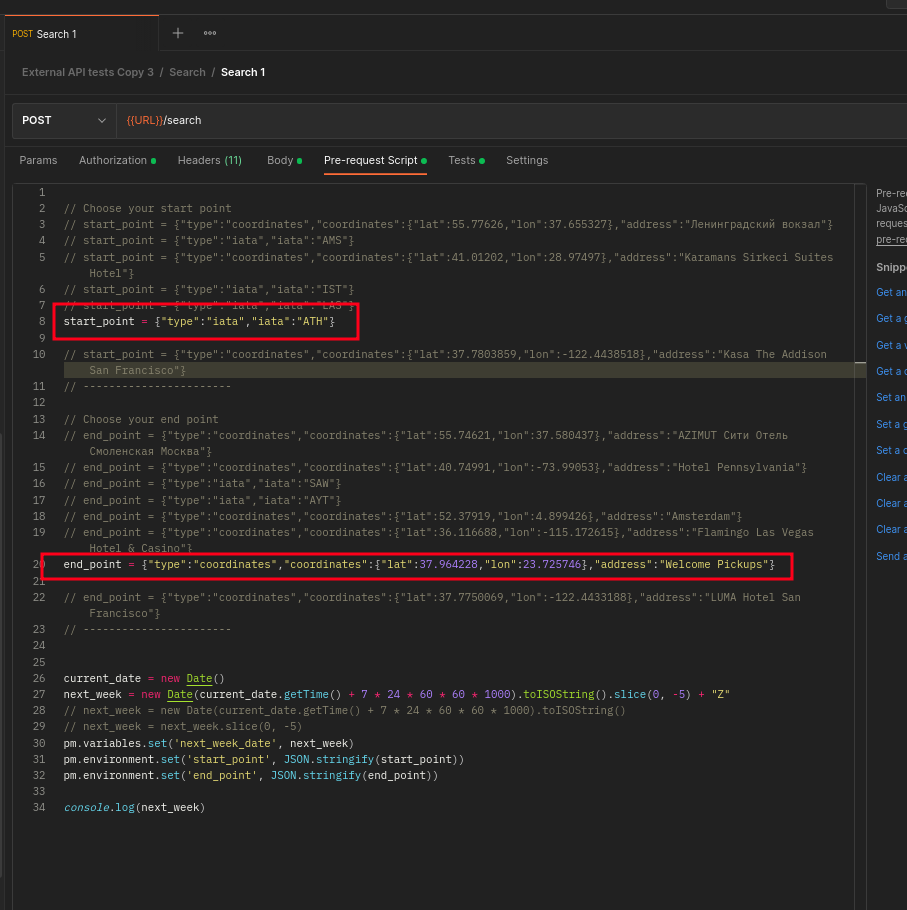 POST Search 1
External API tests Copy 3 / Search / Search 1
POST {{URL}}/search
Params Authorization Headers (11) Body Pre-request Script Tests Settings
1
2 // Choose your start point
3 // start_point = {"type":"coordinates","coordinates":{"lat":55.77626,"lon":37.655327},"address":"Ленинградский вокзал"}
4 // start_point = {"type":"iata","iata":"AMS"}
5 // start_point = {"type":"coordinates","coordinates":{"lat":41.01202,"lon":28.97497},"address":"Karamans Sirkeci Suites
Hotel"}
6 // start_point = {"type":"iata","iata":"IST"}
7 // start_point = {"type":"iata","iata":"LAS"}
8 start_point = {"type":"iata","iata":"ATH"}
9
10 // start_point = {"type":"coordinates","coordinates":{"lat":37.7803859,"lon":-122.4438518},"address":"Kasa The Addison
San Francisco"}
11 // -----------------------
12
13 // Choose your end point
14 // end_point = {"type":"coordinates","coordinates":{"lat":55.74621,"lon":37.580437},"address":"AZIMUT Сити Отель
Смоленская Москва"}
15 // end_point = {"type":"coordinates","coordinates":{"lat":40.74991,"lon":-73.99053},"address":"Hotel Pennsylvania"}
16 // end_point = {"type":"iata","iata":"SAW"}
17 // end_point = {"type":"iata","iata":"AYT"}
18 // end_point = {"type":"coordinates","coordinates":{"lat":52.37919,"lon":4.899426},"address":"Amsterdam"}
19 // end_point = {"type":"coordinates","coordinates":{"lat":36.116688,"lon":-115.172615},"address":"Flamingo Las Vegas
Hotel & Casino"}
20 end_point = {"type":"coordinates","coordinates":{"lat":37.964228,"lon":23.725746},"address":"Welcome Pickups"}
21
22 // end_point = {"type":"coordinates","coordinates":{"lat":37.7750069,"lon":-122.4433188},"address":"LUMA Hotel San
Francisco"}
23 // -----------------------
24
25
26 current_date = new Date()
27 next_week = new Date(current_date.getTime() + 7 * 24 * 60 * 60 * 1000).toISOString().slice(0, -5) + "Z"
28 // next_week = new Date(current_date.getTime() + 7 * 24 * 60 * 60 * 1000).toISOString()
29 // next_week = next_week.slice(0, -5)
30 pm.variables.set('next_week_date', next_week)
31 pm.environment.set('start_point', JSON.stringify(start_point))
32 pm.environment.set('end_point', JSON.stringify(end_point))
33
34 console.log(next_week)
Pre-req
JavaSc
reques
pre-req
Snippe
Get an
Get a g
Get a v
Get a c
Set an
Set a g
Set a c
Clear a
Clear a
Clear a
Send a